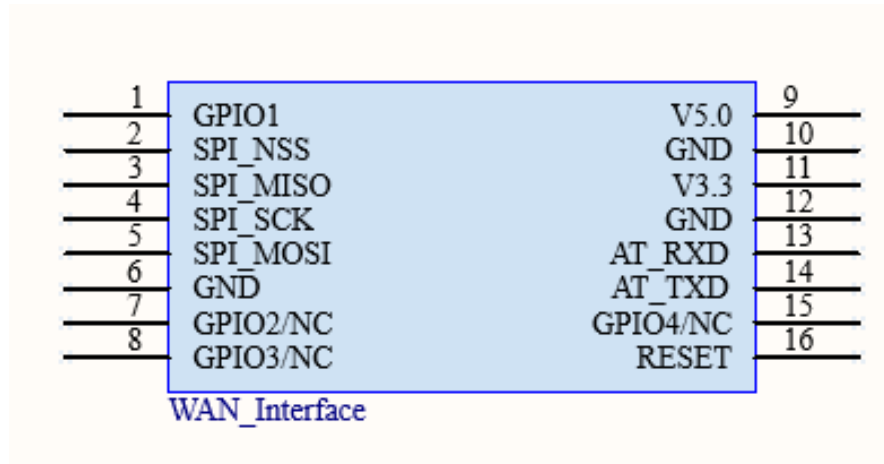 1 GPIO1 V5.0 9
2 SPI_NSS GND 10
3 SPI_MISO V3.3 11
4 SPI_SCK GND 12
5 SPI_MOSI AT_RXD 13
6 GND AT_TXD 14
7 GPIO2/NC GPIO4/NC 15
8 GPIO3/NC RESET 16
WAN_Interface